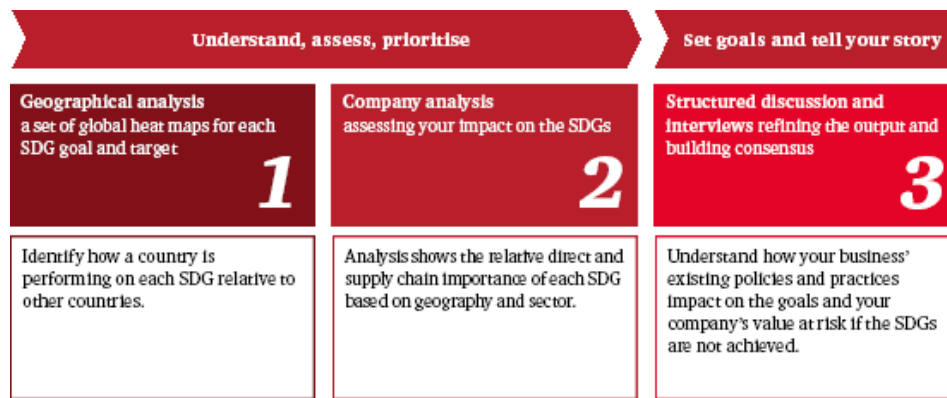 Understand, assess, prioritise
Set goals and tell your story
Geographical analysis
a set of global heat maps for each
SDG goal and target
1
Company analysis
assessing your impact on the SDGs
2
Structured discussion and
interviews refining the output and
building consensus
3
Identify how a country is
performing on each SDG relative to
other countries.
Analysis shows the relative direct and
supply chain importance of each SDG
based on geography and sector.
Understand how your business’
existing policies and practices
impact on the goals and your
company’s value at risk if the SDGs
are not achieved.